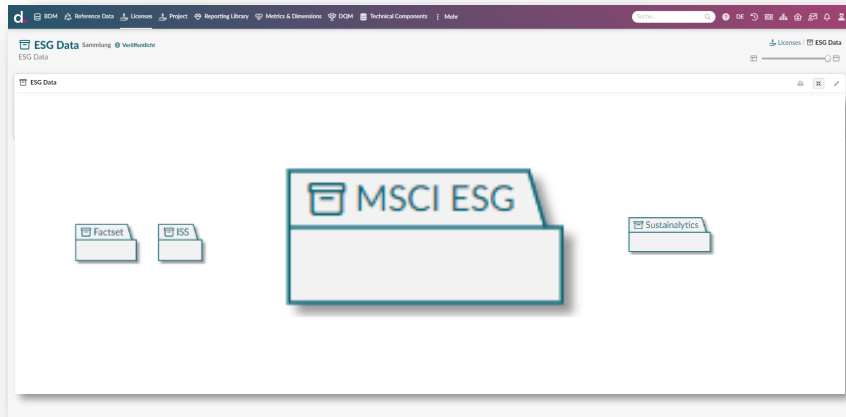 d. BDM Reference Data Licenses Project Reporting Library Metrics & Dimensions DQM Technical Components Mehr Suche... DE
ESG Data Sammlung Veröffentlicht
Licenses / ESG Data
ESG Data
ESG Data
MSCI ESG
Factset
ISS
Sustainalytics